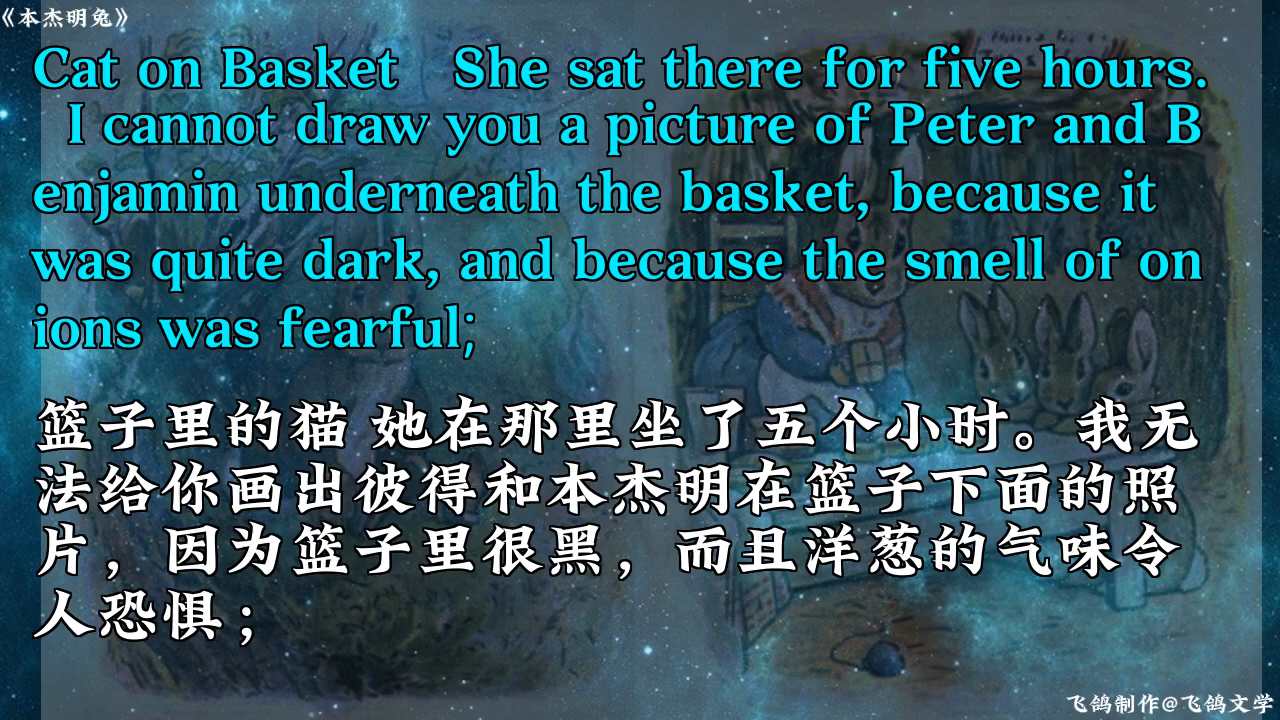 《本杰明兔》
Cat on Basket She sat there for five hours.
I cannot draw you a picture of Peter and B
enjamin underneath the basket, because it
was quite dark, and because the smell of on
ions was fearful;
篮子里的猫 她在那里坐了五个小时。我无
法给你画出彼得和本杰明在篮子下面的照
片，因为篮子里很黑，而且洋葱的气味令
人恐惧；
飞鸽制作@飞鸽文学